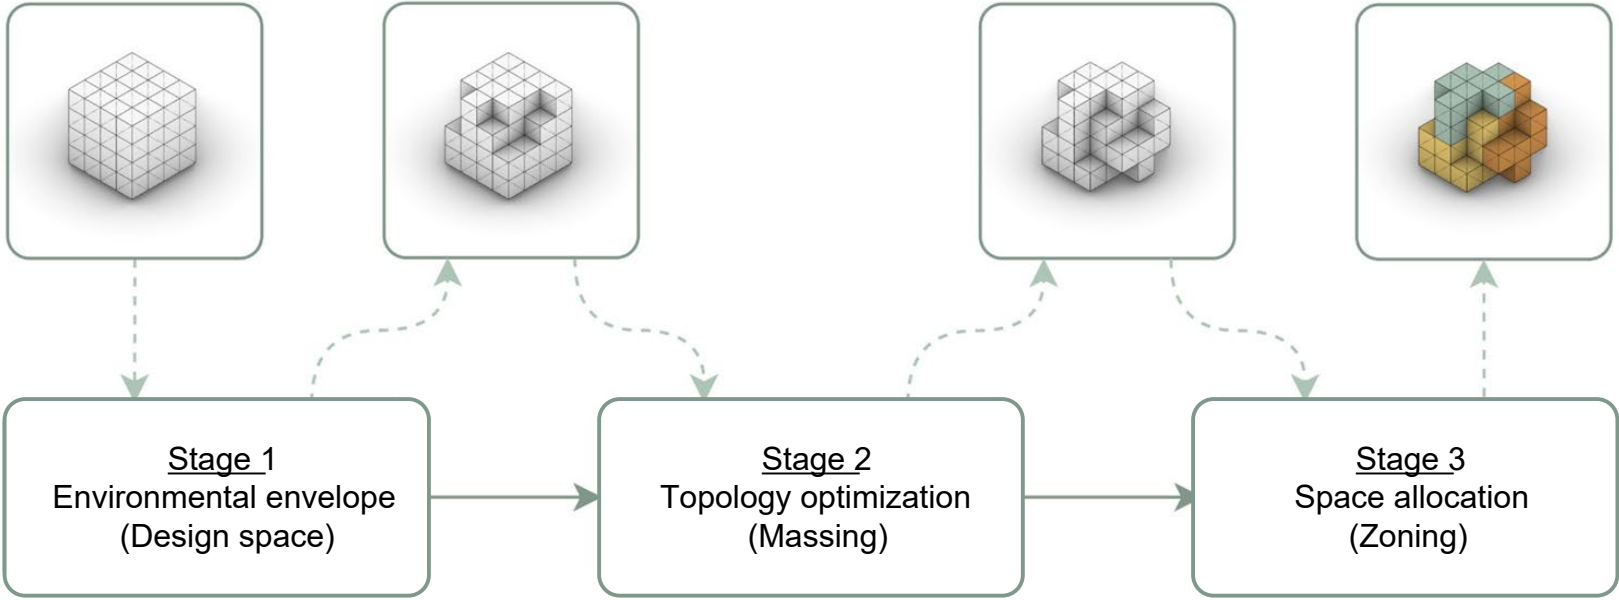 Stage 1
Environmental envelope
(Design space)
Stage 2
Topology optimization
(Massing)
Stage 3
Space allocation
(Zoning)